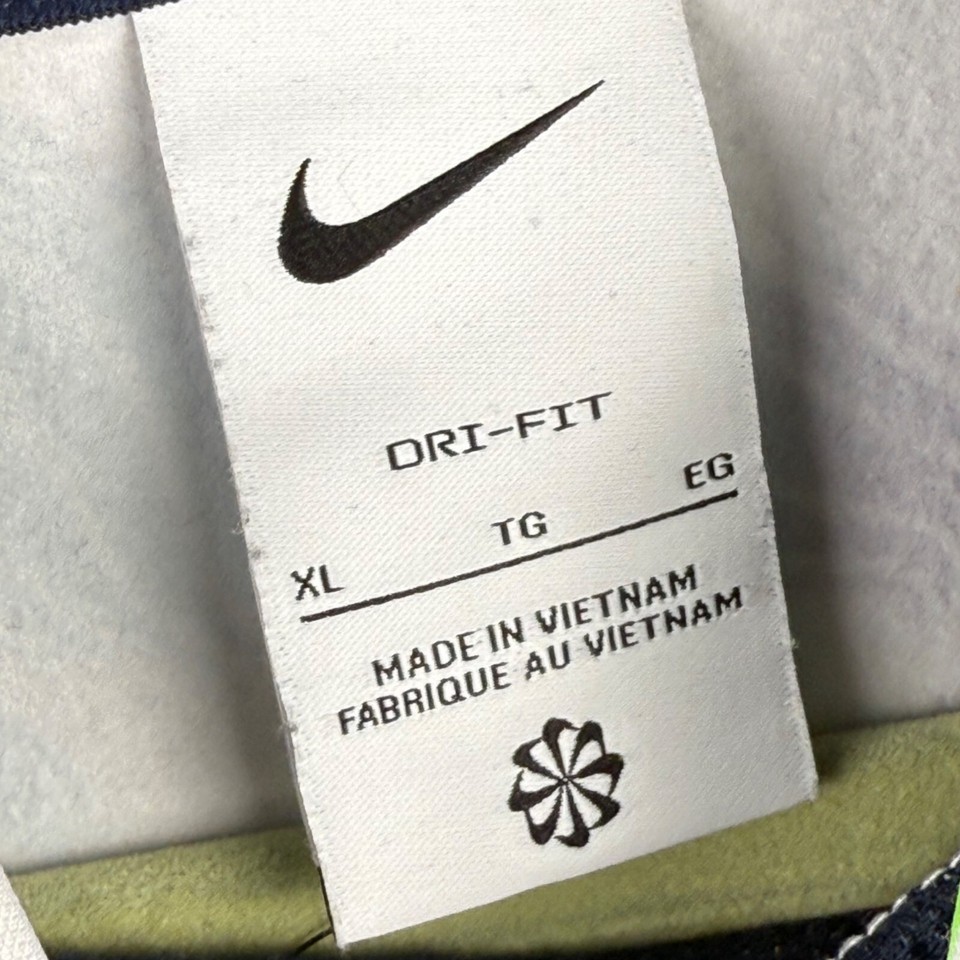 DRI-FIT
XL TG EG
MADE IN VIETNAM
FABRIQUE AU VIETNAM